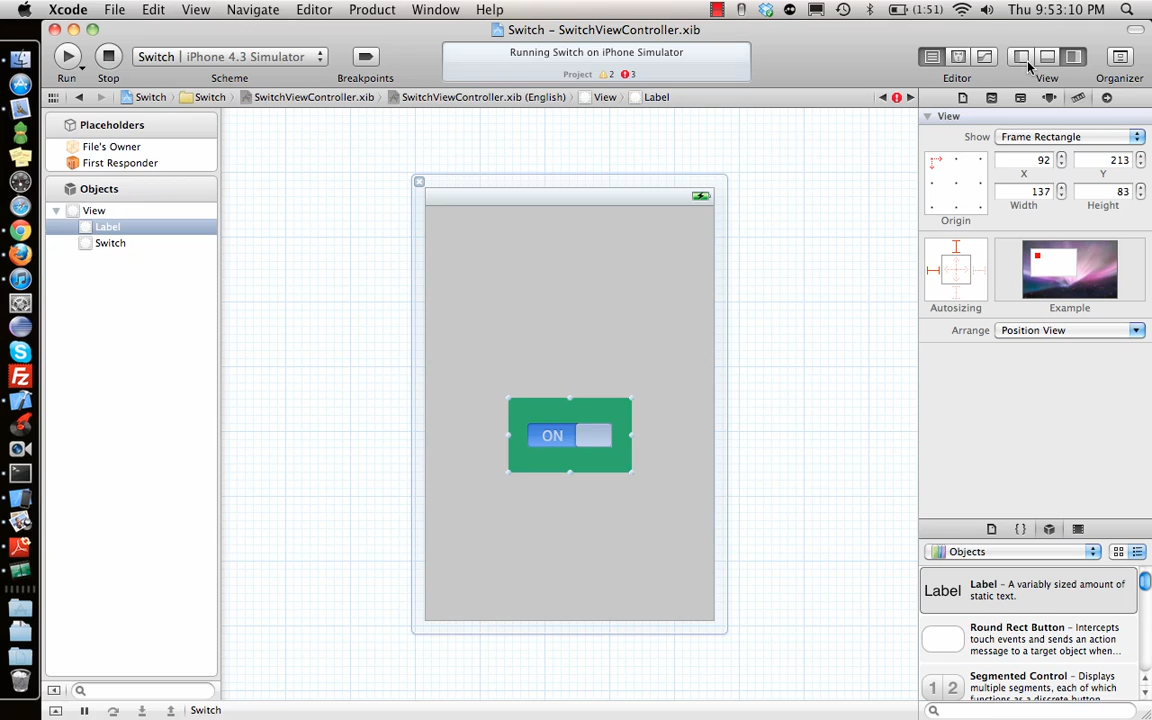 Xcode File Edit View Navigate Editor Product Window Help (1:51) Thu 9:53:10 PM
Switch – SwitchViewController.xib
Run Stop Switch iPhone 4.3 Simulator Scheme Breakpoints
Running Switch on iPhone Simulator
Project 2 3
Editor View Organizer
Switch Switch SwitchViewController.xib SwitchViewController.xib (English) View Label
Placeholders
File's Owner
First Responder
Objects
View
Label
Switch
ON
View
Show Frame Rectangle
92 213
X Y
137 83
Width Height
Origin
Autosizing Example
Arrange Position View
Objects
Label
Label – A variably sized amount of
static text.
Round Rect Button – Intercepts
touch events and sends an action
message to a target object when...
1 2
Segmented Control – Displays
multiple segments, each of which
functions as a discrete button
Switch